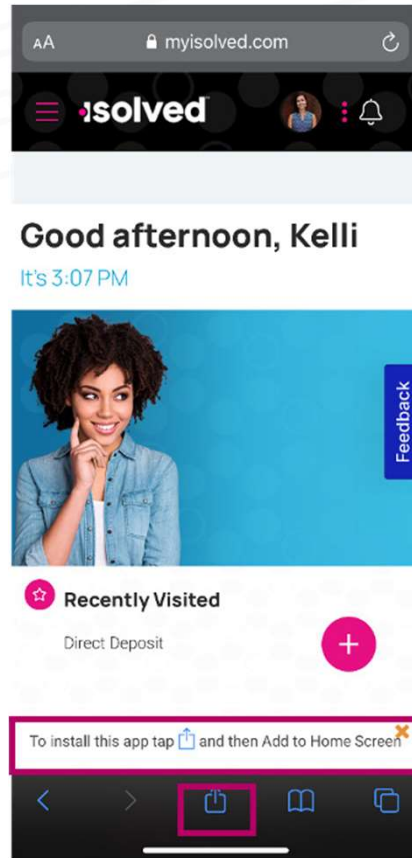 AA myisolved.com
isolved
Good afternoon, Kelli
It's 3:07 PM
Feedback
Recently Visited
Direct Deposit
To install this app tap and then Add to Home Screen